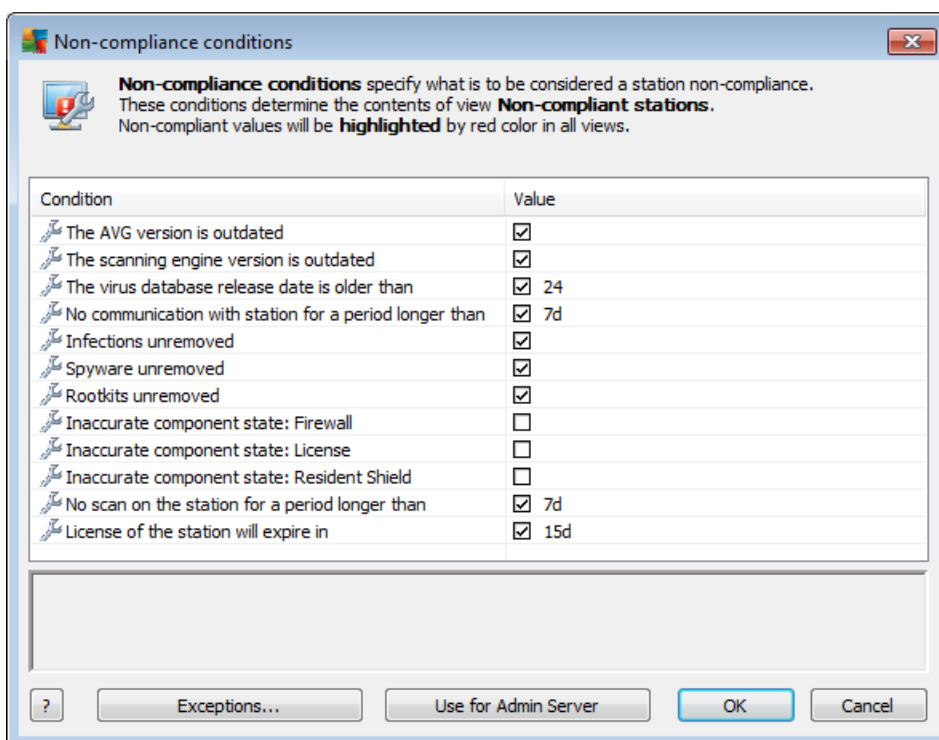 Non-compliance conditions
Non-compliance conditions specify what is to be considered a station non-compliance.
These conditions determine the contents of view Non-compliant stations.
Non-compliant values will be highlighted by red color in all views.
Condition Value
The AVG version is outdated
The scanning engine version is outdated
The virus database release date is older than 24
No communication with station for a period longer than 7d
Infections unremoved
Spyware unremoved
Rootkits unremoved
Inaccurate component state: Firewall
Inaccurate component state: License
Inaccurate component state: Resident Shield
No scan on the station for a period longer than 7d
License of the station will expire in 15d
? Exceptions... Use for Admin Server OK Cancel